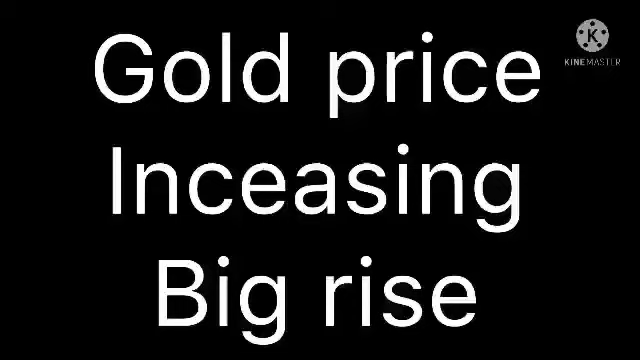 Gold price
Inceasing
Big rise
K
KINEMASTER